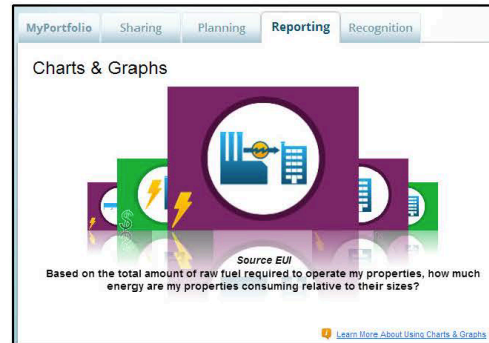 MyPortfolio Sharing Planning Reporting Recognition
Charts & Graphs
Source EUI
Based on the total amount of raw fuel required to operate my properties, how much
energy are my properties consuming relative to their sizes?
Learn More About Using Charts & Graphs